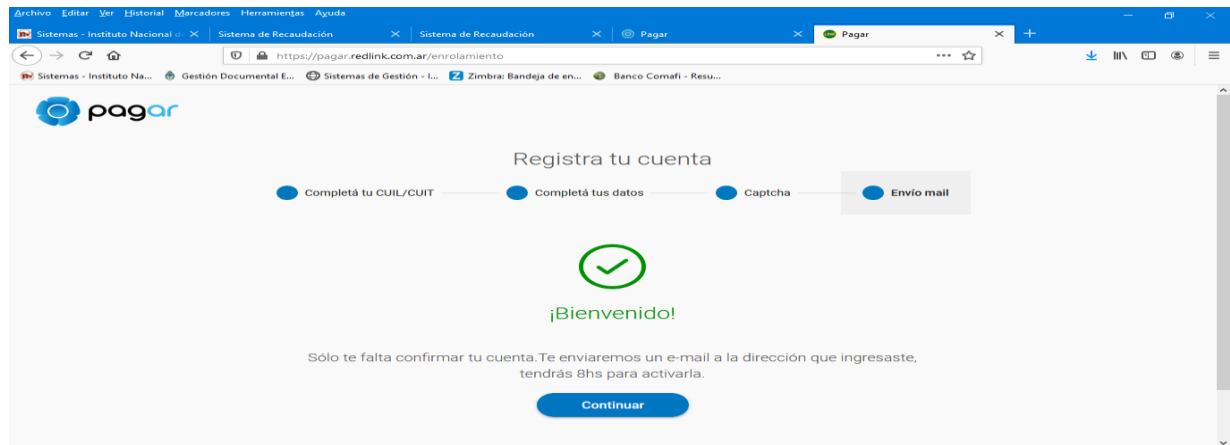 Archivo Editar Ver Historial Marcadores Herramientas Ayuda
Sistemas - Instituto Nacional d
Sistema de Recaudación
Sistema de Recaudación
Pagar
Pagar
https://pagar.redlink.com.ar/enrolamiento
Sistemas - Instituto Na... Gestión Documental E... Sistemas de Gestión - I... Zimbra: Bandeja de en... Banco Comafi - Resu...
pagar
Registra tu cuenta
Completá tu CUIL/CUIT
Completá tus datos
Captcha
Envío mail
¡Bienvenido!
Sólo te falta confirmar tu cuenta.Te enviaremos un e-mail a la dirección que ingresaste,
tendrás 8hs para activarla.
Continuar